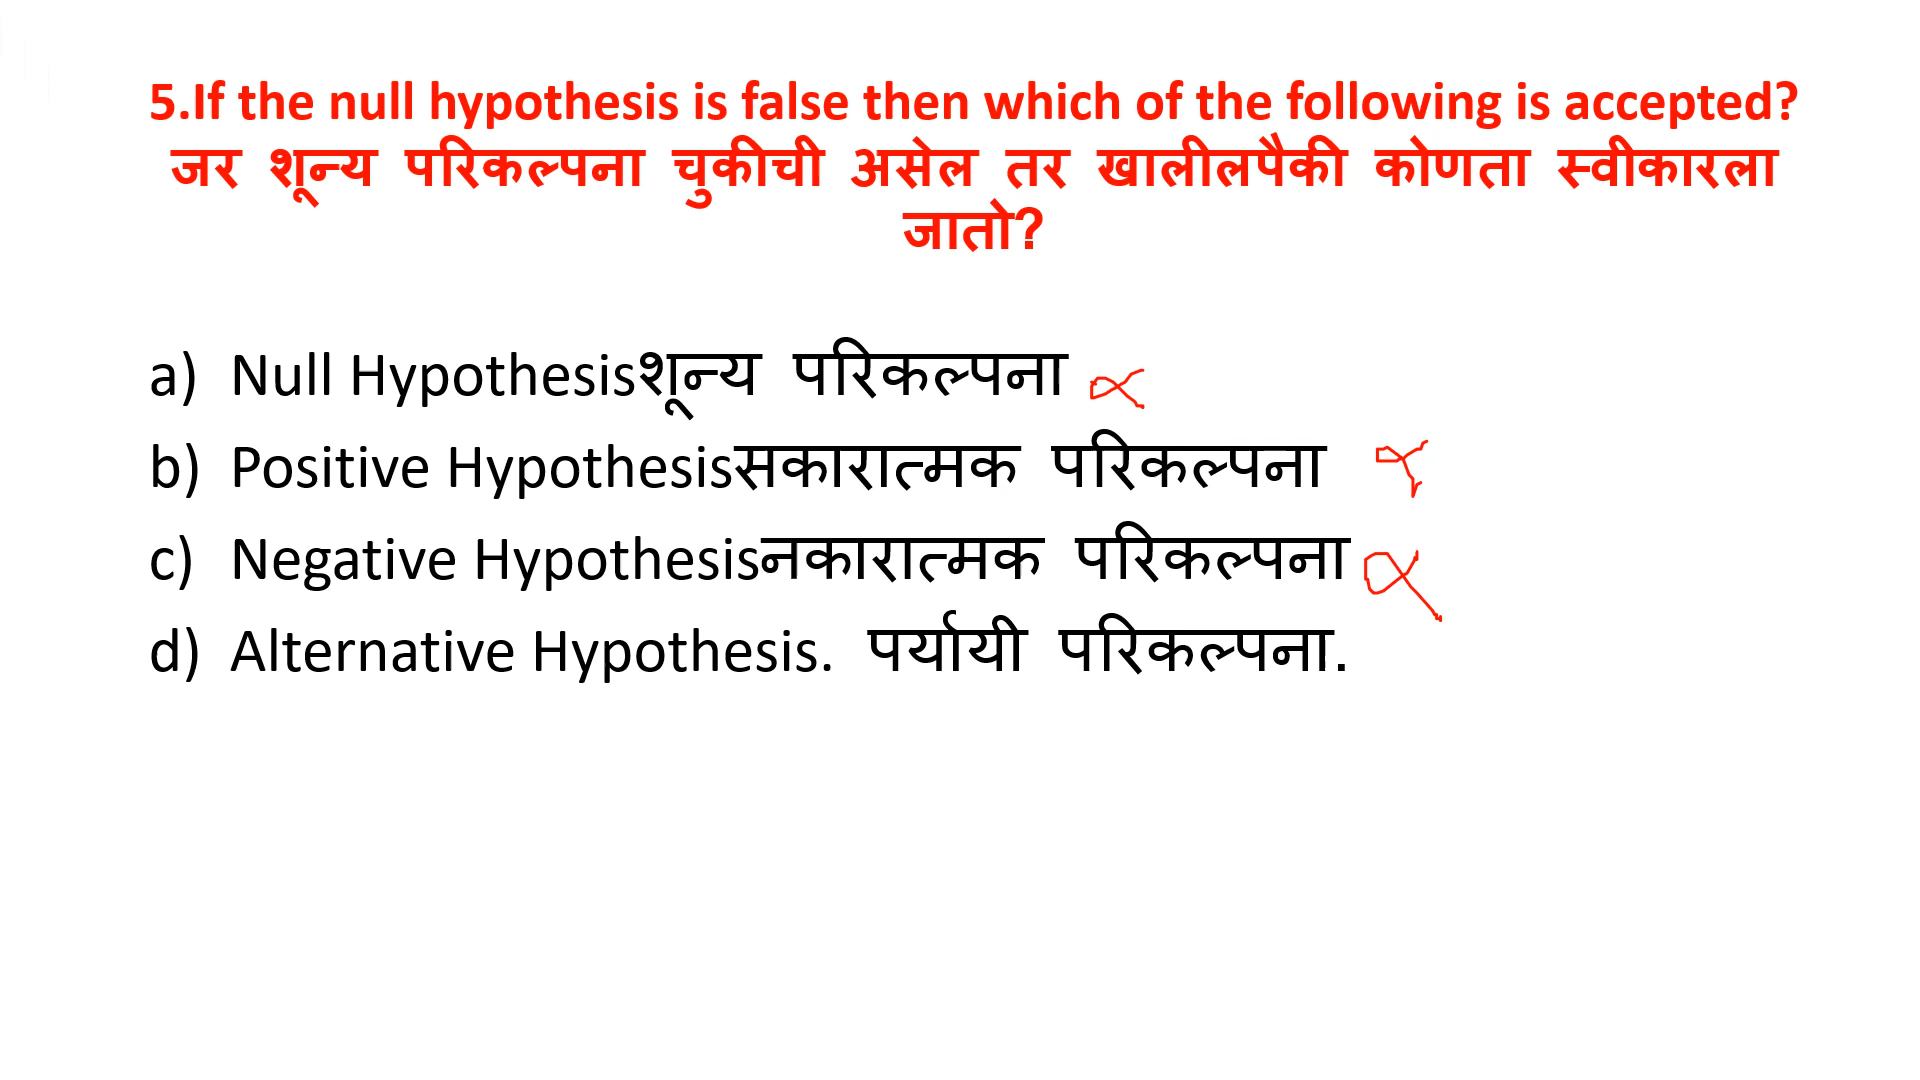 5.If the null hypothesis is false then which of the following is accepted?
जर शून्य परिकल्पना चुकीची असेल तर खालीलपैकी कोणता स्वीकारला
जातो?
a) Null Hypothesisशून्य परिकल्पना
b) Positive Hypothesisसकारात्मक परिकल्पना
c) Negative Hypothesisनकारात्मक परिकल्पना
d) Alternative Hypothesis. पर्यायी परिकल्पना.